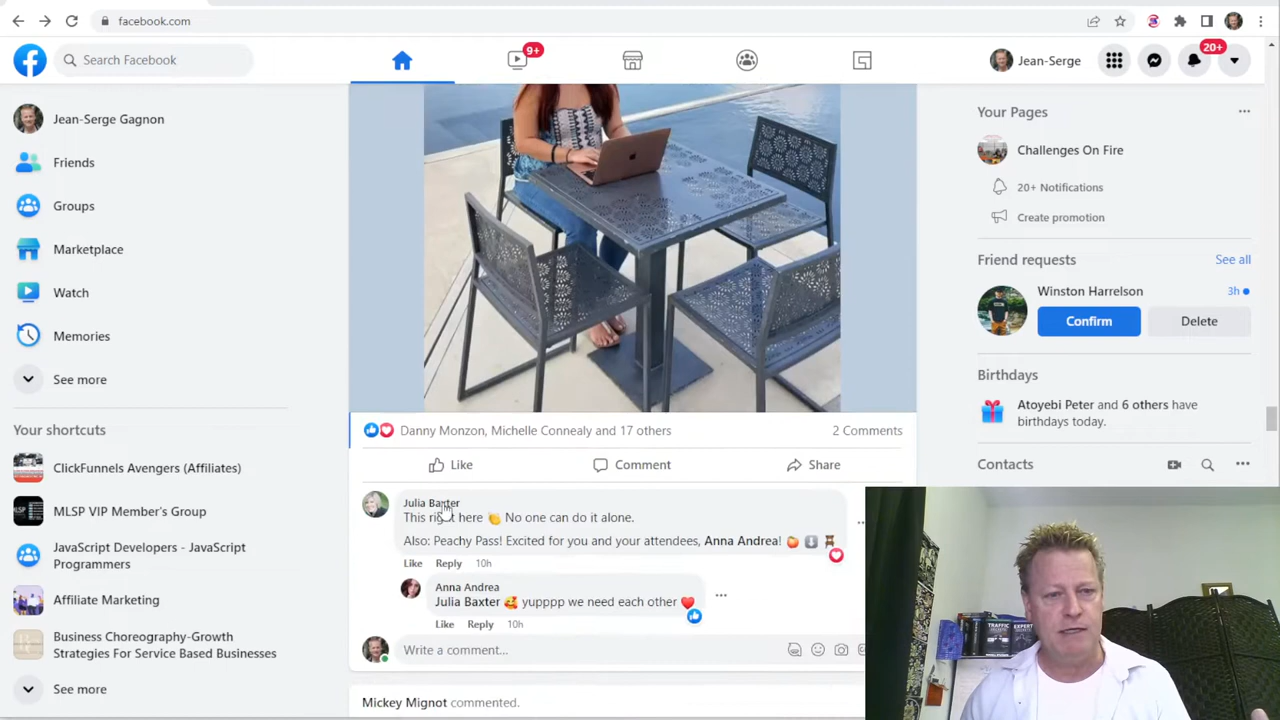 facebook.com
Search Facebook
9+
Jean-Serge
20+
Jean-Serge Gagnon
Friends
Groups
Marketplace
Watch
Memories
See more
Your shortcuts
ClickFunnels Avengers (Affiliates)
MLSP VIP Member's Group
JavaScript Developers - JavaScript
Programmers
Affiliate Marketing
Business Choreography-Growth
Strategies For Service Based Businesses
See more
Danny Monzon, Michelle Connealy and 17 others
2 Comments
Like
Comment
Share
Julia Baxter
This right here 👏 No one can do it alone.
Also: Peachy Pass! Excited for you and your attendees, Anna Andrea! 🍑 ⬇️ 🪑
Like Reply 10h
Anna Andrea
Julia Baxter 🥰 yupppp we need each other ♥️
Like Reply 10h
Write a comment...
Mickey Mignot commented.
Your Pages
Challenges On Fire
20+ Notifications
Create promotion
Friend requests
See all
Winston Harrelson
3h
Confirm
Delete
Birthdays
Atoyebi Peter and 6 others have
birthdays today.
Contacts
TRAFFIC
SECRETS
EXPERT
SECRETS